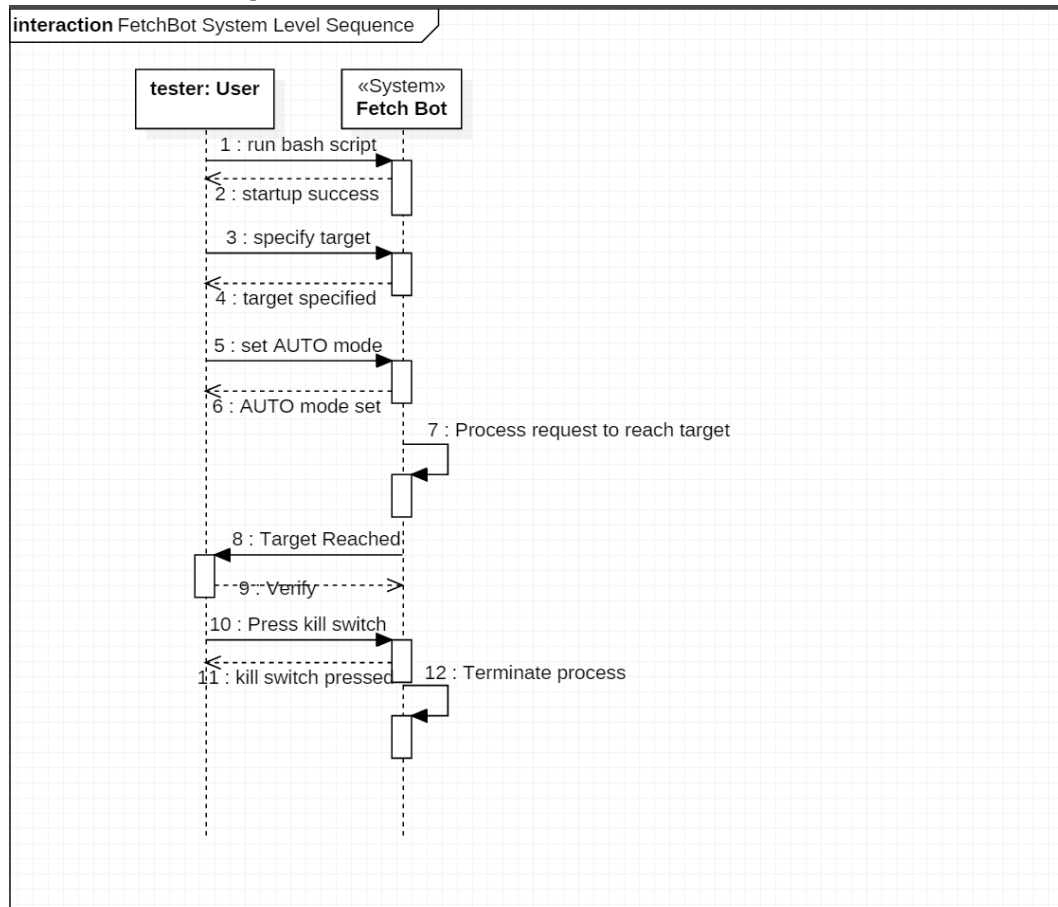 interaction FetchBot System Level Sequence
tester: User
«System»
Fetch Bot
1 : run bash script
2 : startup success
3 : specify target
4 : target specified
5 : set AUTO mode
6 : AUTO mode set
7 : Process request to reach target
8 : Target Reached
9 : Verify
10 : Press kill switch
11 : kill switch pressed
12 : Terminate process